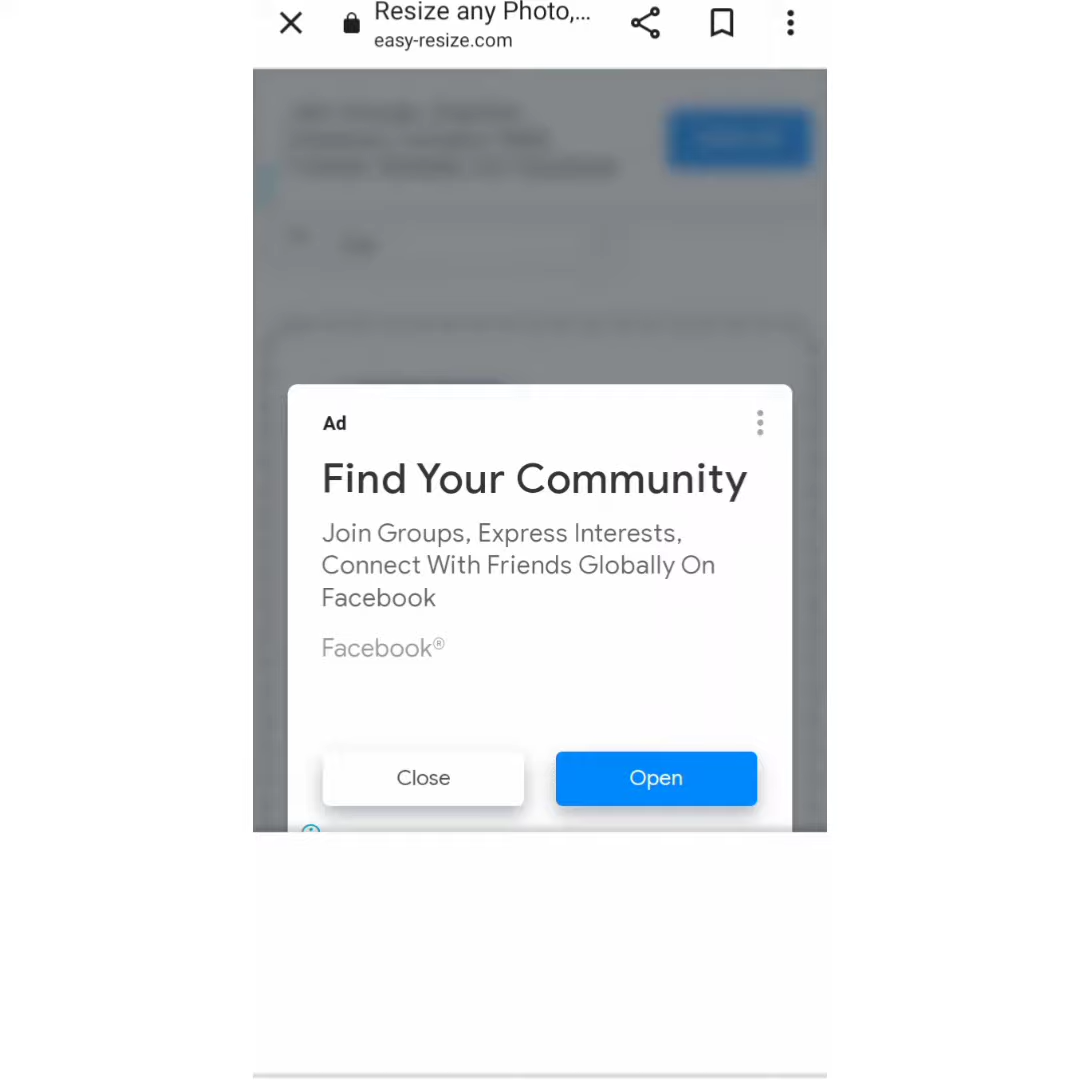 Resize any Photo,...
easy-resize.com
Ad
Find Your Community
Join Groups, Express Interests,
Connect With Friends Globally On
Facebook
Facebook®
Close
Open